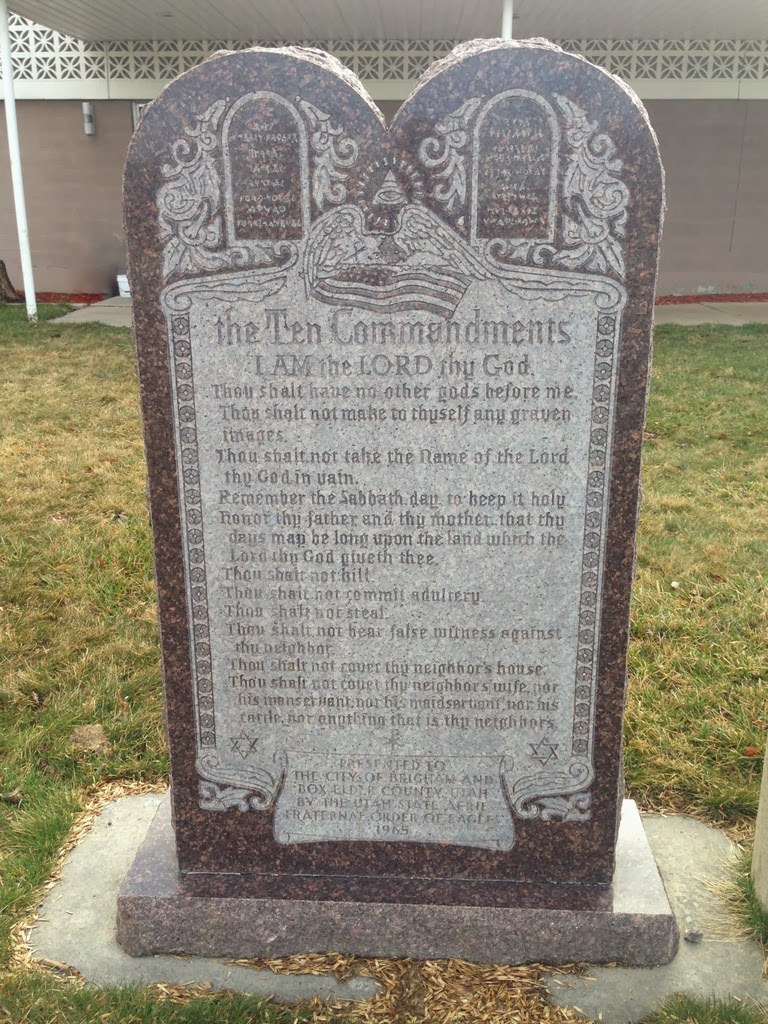 the Ten Commandments
I AM the LORD thy God.
Thou shalt have no other gods before me.
Thou shalt not make to thyself any graven
images.
Thou shalt not take the Name of the Lord
thy God in vain.
Remember the Sabbath day, to keep it holy
Honor thy father and thy mother, that thy
days may be long upon the land which the
Lord thy God giveth thee.
Thou shalt not kill.
Thou shalt not commit adultery.
Thou shalt not steal.
Thou shalt not bear false witness against
thy neighbor.
Thou shalt not covet thy neighbor's house.
Thou shalt not covet thy neighbor's wife, nor
his manservant, nor his maidservant, nor his
cattle, nor anything that is thy neighbor's.
PRESENTED TO
THE CITY OF BRIGHAM AND
BOX ELDER COUNTY, UTAH
BY THE UTAH STATE AERIE
FRATERNAL ORDER OF EAGLES
1965